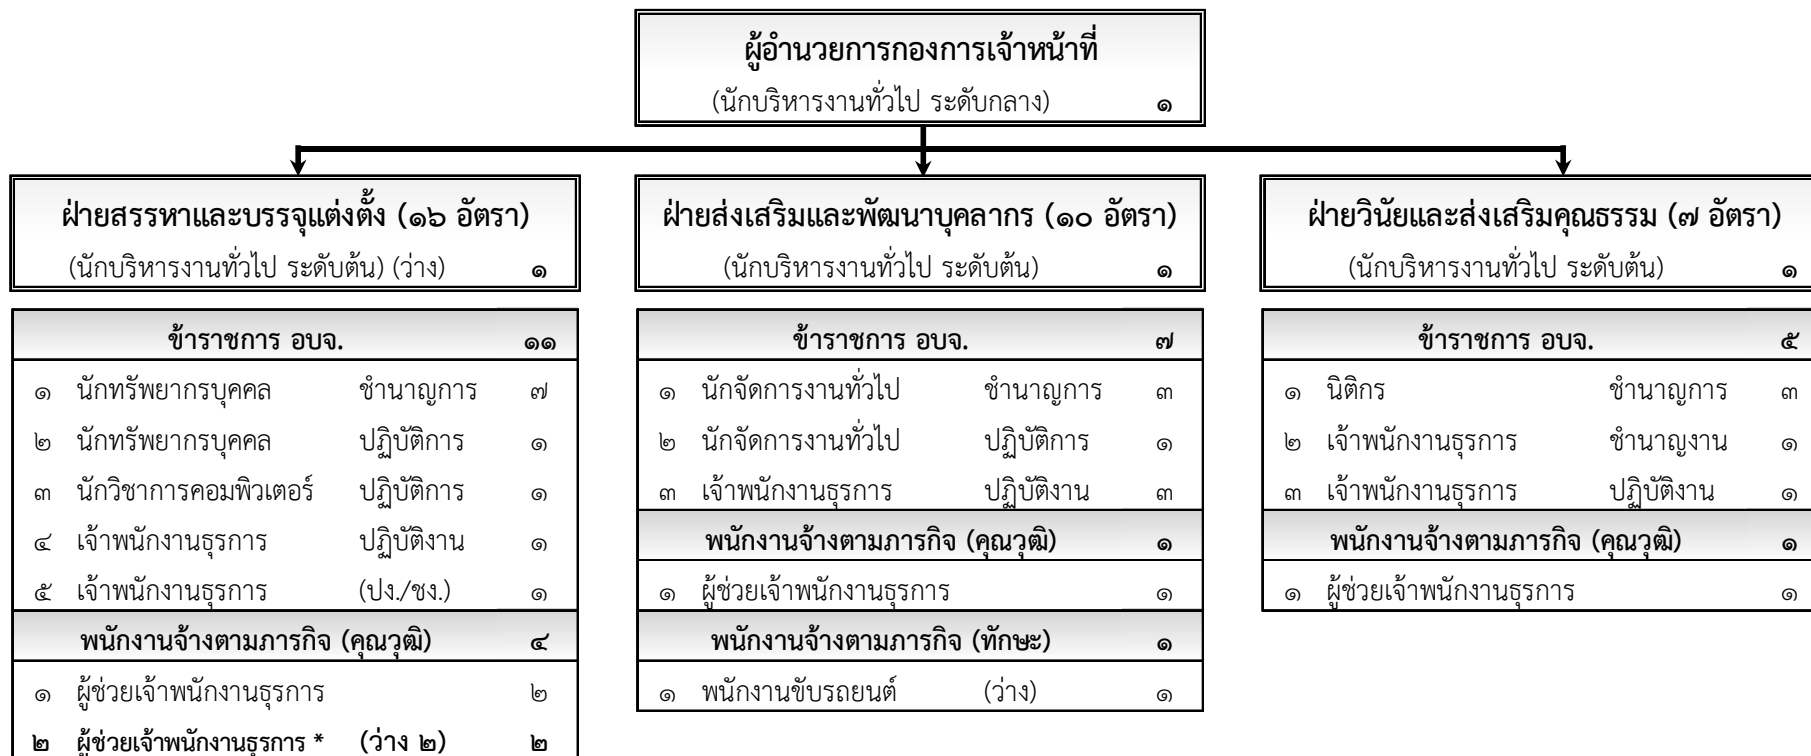 ผู้อำนวยการกองการเจ้าหน้าที่
(นักบริหารงานทั่วไป ระดับกลาง) ๑
ฝ่ายสรรหาและบรรจุแต่งตั้ง (๑๖ อัตรา)
(นักบริหารงานทั่วไป ระดับต้น) (ว่าง) ๑
ข้าราชการ อบจ. ๑๑
๑ นักทรัพยากรบุคคล ชำนาญการ ๗
๒ นักทรัพยากรบุคคล ปฏิบัติการ ๑
๓ นักวิชาการคอมพิวเตอร์ ปฏิบัติการ ๑
๔ เจ้าพนักงานธุรการ ปฏิบัติงาน ๑
๕ เจ้าพนักงานธุรการ (ปง./ชง.) ๑
พนักงานจ้างตามภารกิจ (คุณวุฒิ) ๔
๑ ผู้ช่วยเจ้าพนักงานธุรการ ๒
๒ ผู้ช่วยเจ้าพนักงานธุรการ * (ว่าง ๒) ๒
ฝ่ายส่งเสริมและพัฒนาบุคลากร (๑๐ อัตรา)
(นักบริหารงานทั่วไป ระดับต้น) ๑
ข้าราชการ อบจ. ๗
๑ นักจัดการงานทั่วไป ชำนาญการ ๓
๒ นักจัดการงานทั่วไป ปฏิบัติการ ๑
๓ เจ้าพนักงานธุรการ ปฏิบัติงาน ๓
พนักงานจ้างตามภารกิจ (คุณวุฒิ) ๑
๑ ผู้ช่วยเจ้าพนักงานธุรการ ๑
พนักงานจ้างตามภารกิจ (ทักษะ) ๑
๑ พนักงานขับรถยนต์ (ว่าง) ๑
ฝ่ายวินัยและส่งเสริมคุณธรรม (๗ อัตรา)
(นักบริหารงานทั่วไป ระดับต้น) ๑
ข้าราชการ อบจ. ๕
๑ นิติกร ชำนาญการ ๓
๒ เจ้าพนักงานธุรการ ชำนาญงาน ๑
๓ เจ้าพนักงานธุรการ ปฏิบัติงาน ๑
พนักงานจ้างตามภารกิจ (คุณวุฒิ) ๑
๑ ผู้ช่วยเจ้าพนักงานธุรการ ๑